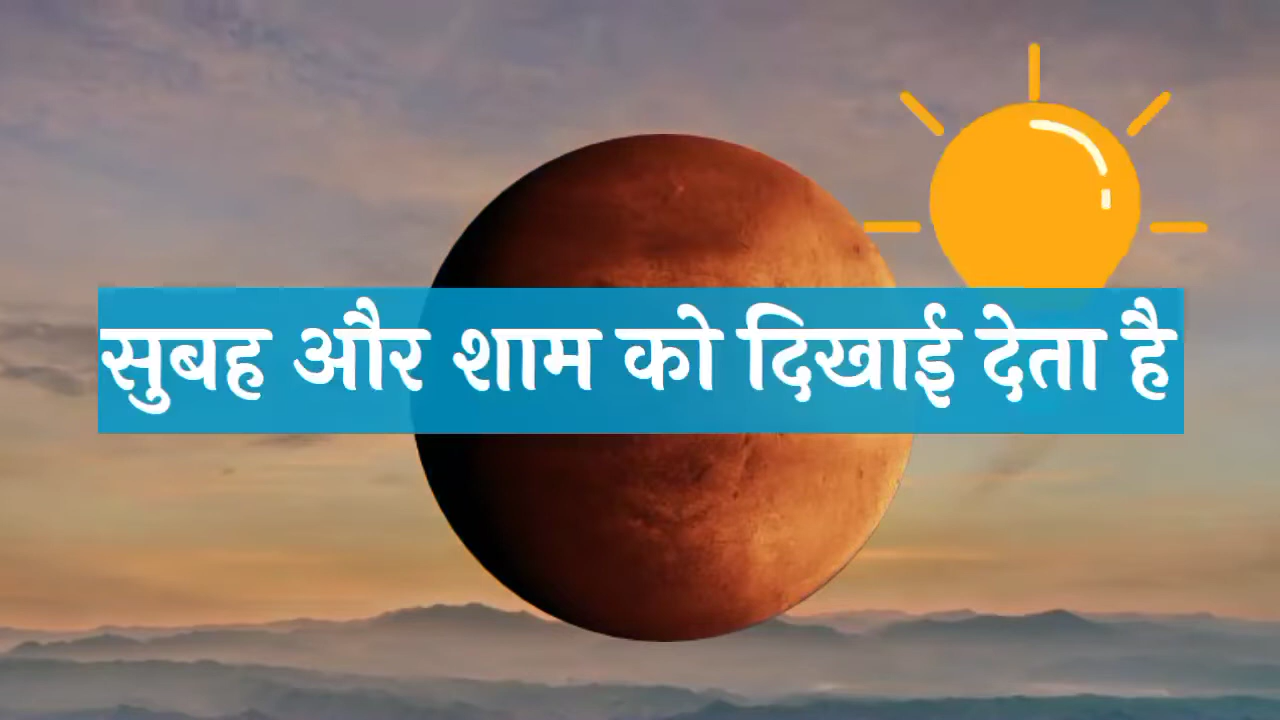 सुबह और शाम को दिखाई देता है